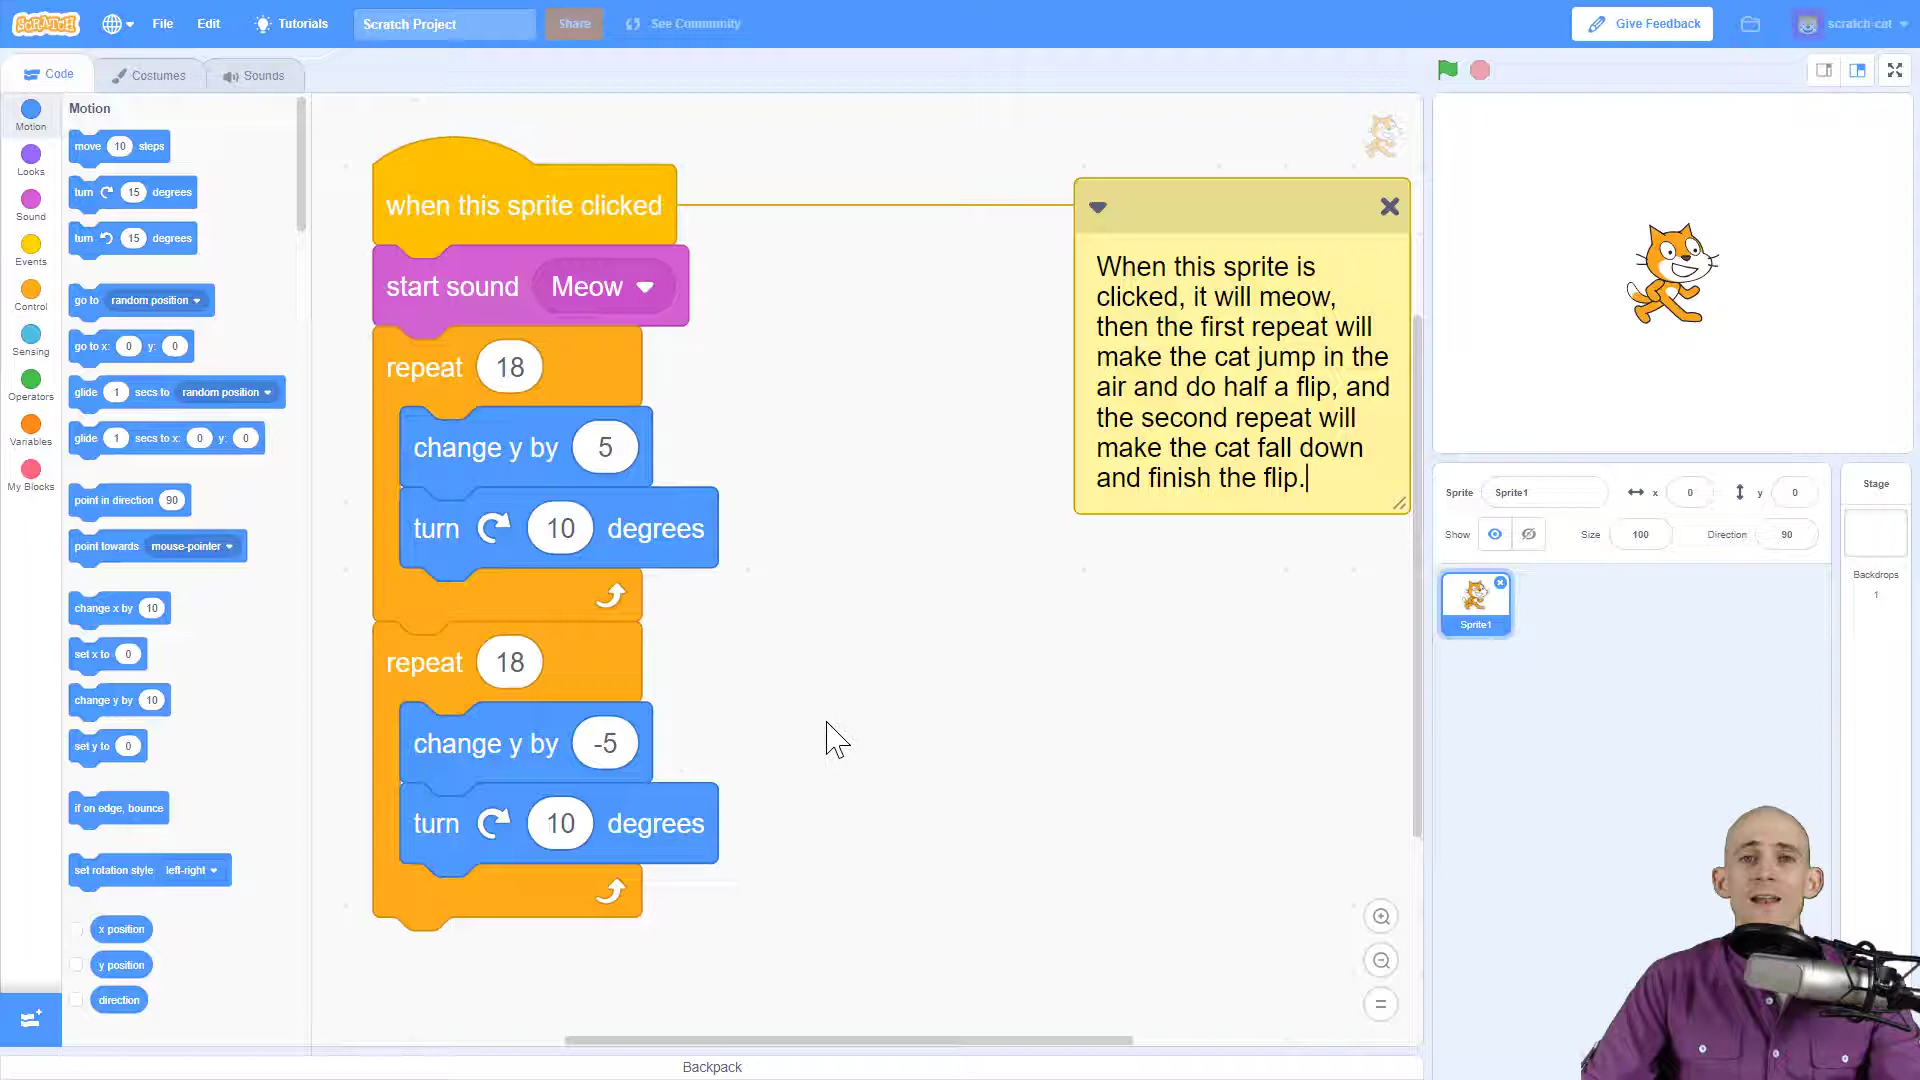 SCRATCH
File
Edit
Tutorials
Scratch Project
Share
See Community
Give Feedback
scratch-cat
Code
Costumes
Sounds
Motion
Looks
Sound
Events
Control
Sensing
Operators
Variables
My Blocks
Motion
move 10 steps
turn 15 degrees
turn 15 degrees
go to random position
go to x: 0 y: 0
glide 1 secs to random position
glide 1 secs to x: 0 y: 0
point in direction 90
point towards mouse-pointer
change x by 10
set x to 0
change y by 10
set y to 0
if on edge, bounce
set rotation style left-right
x position
y position
direction
when this sprite clicked
start sound Meow
repeat 18
change y by 5
turn 10 degrees
repeat 18
change y by -5
turn 10 degrees
When this sprite is
clicked, it will meow,
then the first repeat will
make the cat jump in the
air and do half a flip, and
the second repeat will
make the cat fall down
and finish the flip.
Sprite Sprite1 x 0 y 0
Show Size 100 Direction 90
Sprite1
Stage
Backdrops
1
Backpack